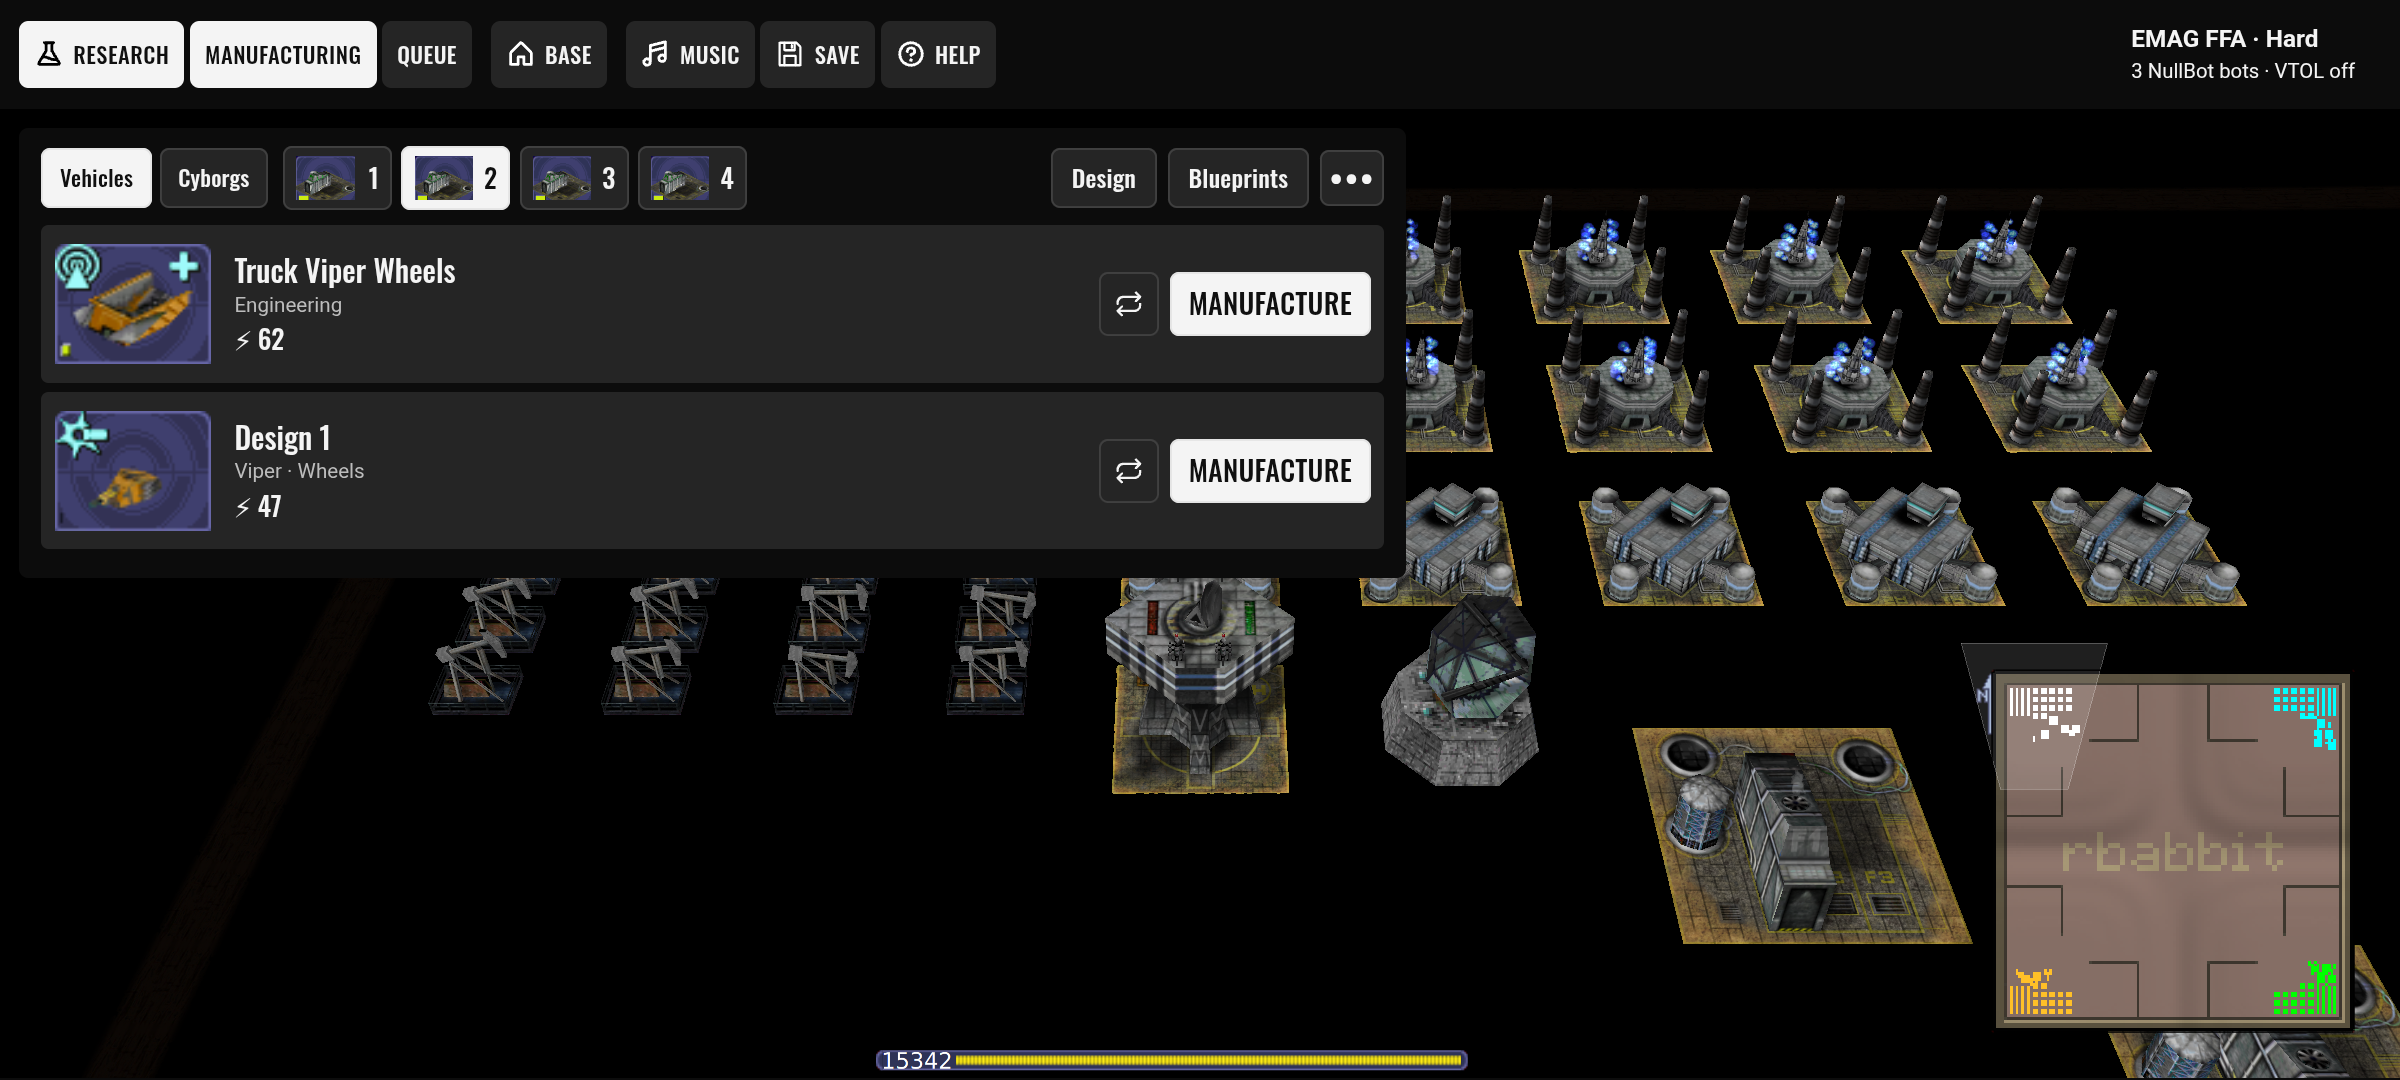 RESEARCH
MANUFACTURING
QUEUE
BASE
MUSIC
SAVE
HELP
EMAG FFA · Hard
3 NullBot bots · VTOL off
Vehicles
Cyborgs
1
2
3
4
Design
Blueprints
•••
Truck Viper Wheels
Engineering
⚡ 62
MANUFACTURE
Design 1
Viper · Wheels
⚡ 47
MANUFACTURE
N
rbabbit
F3
15342